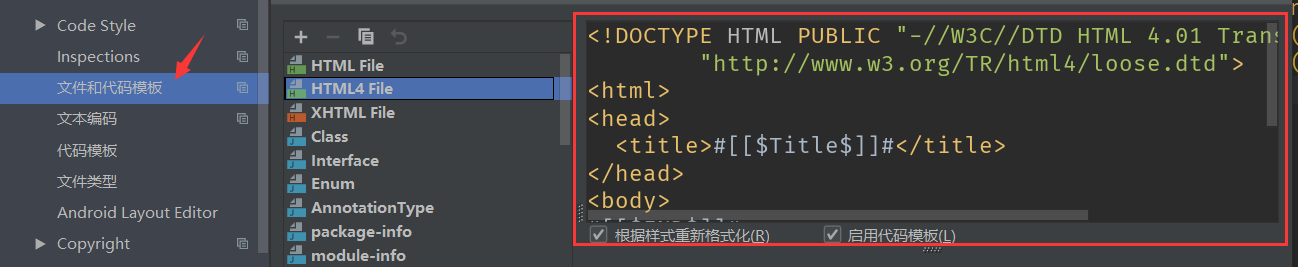 Code Style
Inspections
文件和代码模板
文本编码
代码模板
文件类型
Android Layout Editor
Copyright
HTML File
HTML4 File
XHTML File
Class
Interface
Enum
AnnotationType
package-info
module-info
<!DOCTYPE HTML PUBLIC "-//W3C//DTD HTML 4.01 Trans
"http://www.w3.org/TR/html4/loose.dtd">
<html>
<head>
<title>#[[$Title$]]#</title>
</head>
<body>
根据样式重新格式化(R)
启用代码模板(L)